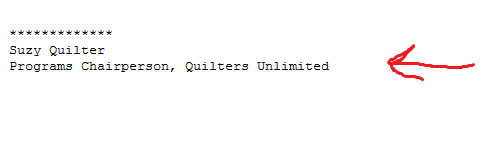 *************
Suzy Quilter
Programs Chairperson, Quilters Unlimited